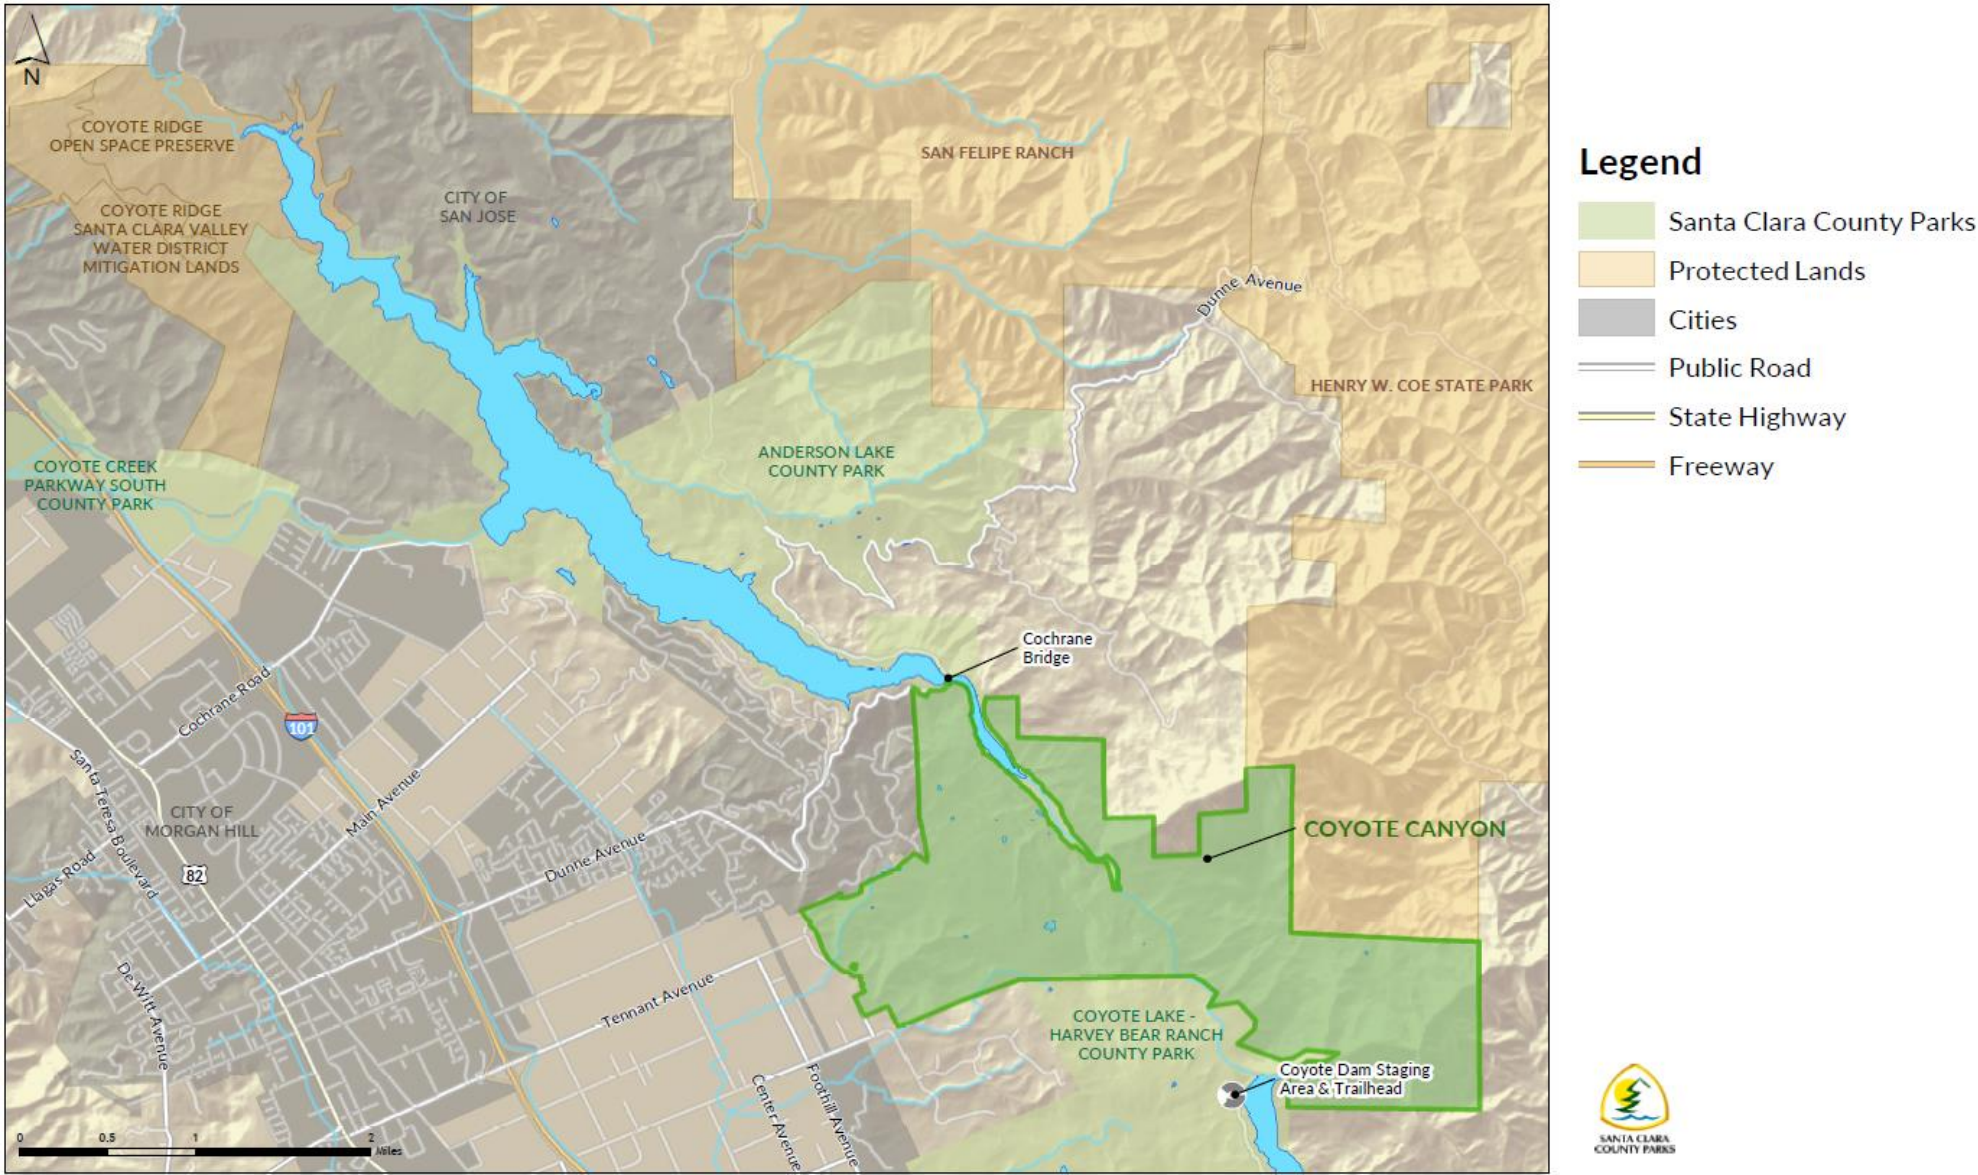 N
COYOTE RIDGE
OPEN SPACE PRESERVE
COYOTE RIDGE
SANTA CLARA VALLEY
WATER DISTRICT
MITIGATION LANDS
CITY OF
SAN JOSE
SAN FELIPE RANCH
Dunne Avenue
HENRY W. COE STATE PARK
ANDERSON LAKE
COUNTY PARK
COYOTE CREEK
PARKWAY SOUTH
COUNTY PARK
Cochrane
Bridge
Cochrane Road
101
Santa Teresa Boulevard
Main Avenue
CITY OF
MORGAN HILL
COYOTE CANYON
Dunne Avenue
82
Llagas Road
De Witt Avenue
Tennant Avenue
COYOTE LAKE -
HARVEY BEAR RANCH
COUNTY PARK
Coyote Dam Staging
Area & Trailhead
Center Avenue
Foothill Avenue
0 0.5 1 2
Miles
Legend
Santa Clara County Parks
Protected Lands
Cities
Public Road
State Highway
Freeway
SANTA CLARA
COUNTY PARKS